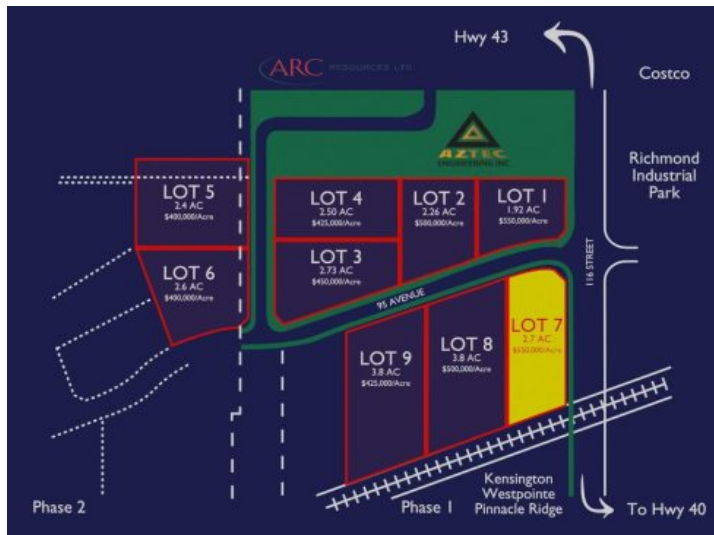 Hwy 43
ARC RESOURCES LTD.
Costco
AZTEC
ENGINEERING INC.
Richmond
Industrial
Park
LOT 5
2.4 AC
$400,000/Acre
LOT 4
2.50 AC
$425,000/Acre
LOT 2
2.26 AC
$500,000/Acre
LOT 1
1.92 AC
$550,000/Acre
LOT 6
2.6 AC
$400,000/Acre
LOT 3
2.73 AC
$450,000/Acre
116 STREET
95 AVENUE
LOT 7
2.7 AC
$550,000/Acre
LOT 8
3.8 AC
$500,000/Acre
LOT 9
3.8 AC
$425,000/Acre
Phase 2
Phase 1
Kensington
Westpointe
Pinnacle Ridge
To Hwy 40